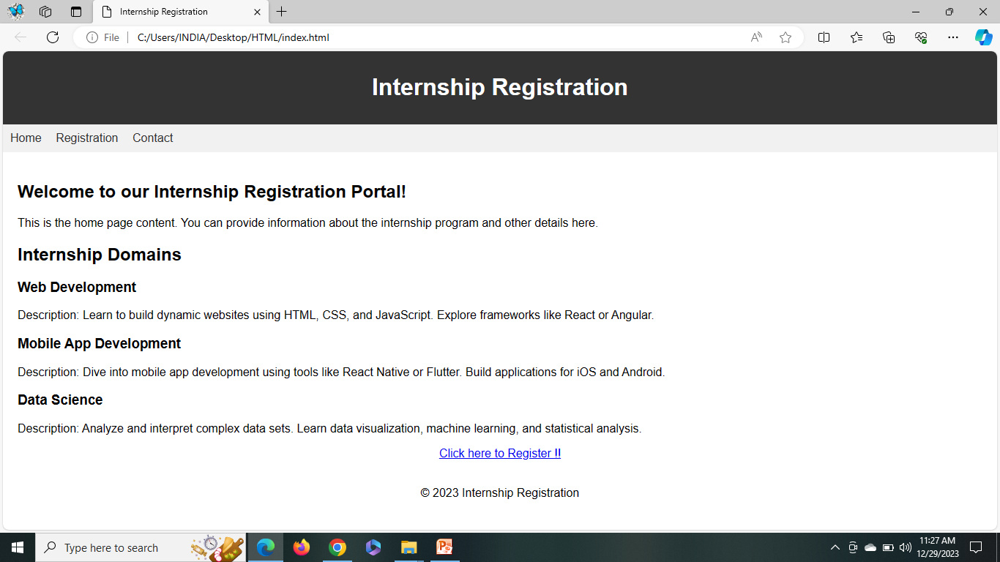 Internship Registration
File
C:/Users/INDIA/Desktop/HTML/index.html
Internship Registration
Home Registration Contact
Welcome to our Internship Registration Portal!
This is the home page content. You can provide information about the internship program and other details here.
Internship Domains
Web Development
Description: Learn to build dynamic websites using HTML, CSS, and JavaScript. Explore frameworks like React or Angular.
Mobile App Development
Description: Dive into mobile app development using tools like React Native or Flutter. Build applications for iOS and Android.
Data Science
Description: Analyze and interpret complex data sets. Learn data visualization, machine learning, and statistical analysis.
Click here to Register !!
© 2023 Internship Registration
Type here to search
11:27 AM
12/29/2023